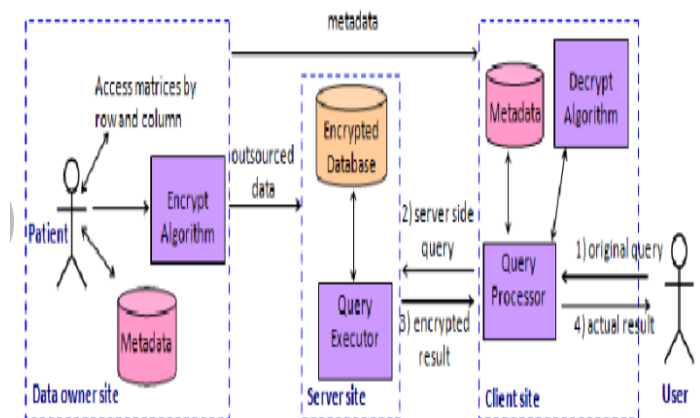 metadata
Access matrices by
row and column
Patient
Encrypt
Algorithm
Metadata
Data owner site
outsourced
data
Encrypted
Database
Query
Executor
Server site
2) server side
query
3) encrypted
result
Metadata
Decrypt
Algorithm
Query
Processor
Client site
1) original query
4) actual result
User